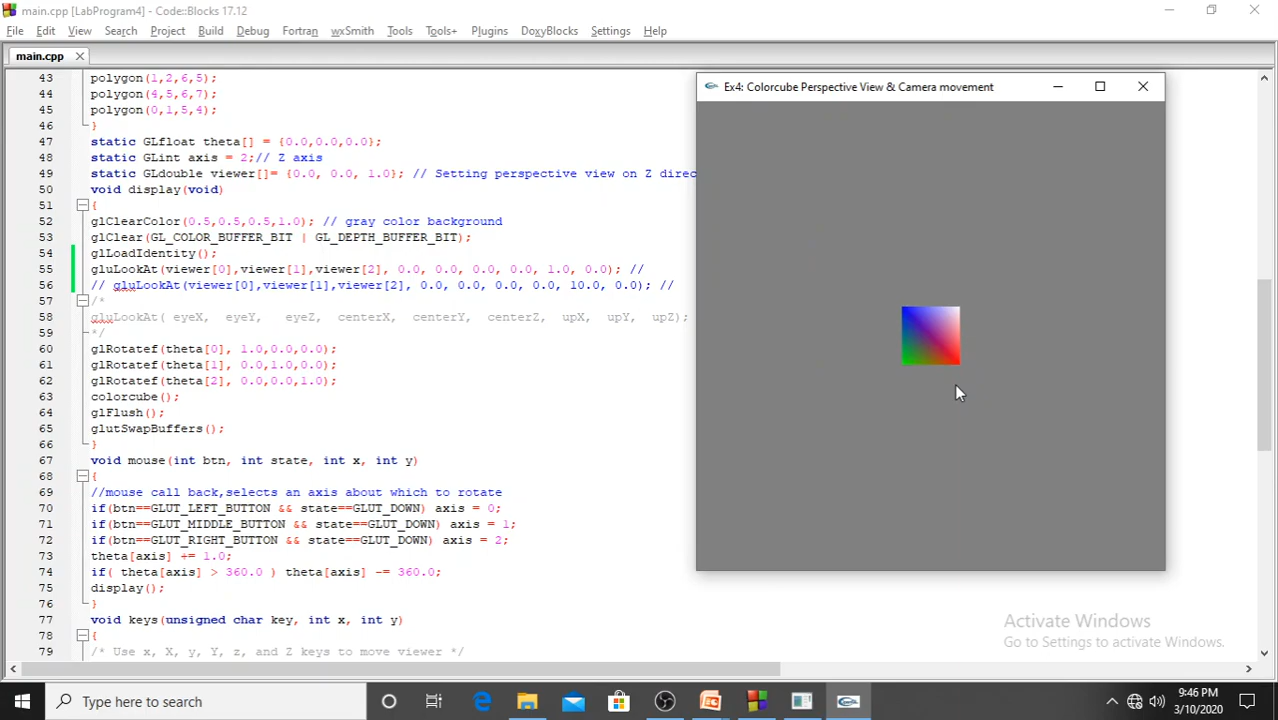 main.cpp [LabProgram4] - Code::Blocks 17.12
File Edit View Search Project Build Debug Fortran wxSmith Tools Tools+ Plugins DoxyBlocks Settings Help
main.cpp
43 polygon(1,2,6,5);
44 polygon(4,5,6,7);
45 polygon(0,1,5,4);
46 }
47 static GLfloat theta[] = {0.0,0.0,0.0};
48 static GLint axis = 2;// Z axis
49 static GLdouble viewer[]= {0.0, 0.0, 1.0}; // Setting perspective view on Z direc
50 void display(void)
51 {
52 glClearColor(0.5,0.5,0.5,1.0); // gray color background
53 glClear(GL_COLOR_BUFFER_BIT | GL_DEPTH_BUFFER_BIT);
54 glLoadIdentity();
55 gluLookAt(viewer[0],viewer[1],viewer[2], 0.0, 0.0, 0.0, 0.0, 1.0, 0.0); //
56 // gluLookAt(viewer[0],viewer[1],viewer[2], 0.0, 0.0, 0.0, 0.0, 10.0, 0.0); //
57 /*
58 gluLookAt( eyeX, eyeY, eyeZ, centerX, centerY, centerZ, upX, upY, upZ);
59 */
60 glRotatef(theta[0], 1.0,0.0,0.0);
61 glRotatef(theta[1], 0.0,1.0,0.0);
62 glRotatef(theta[2], 0.0,0.0,1.0);
63 colorcube();
64 glFlush();
65 glutSwapBuffers();
66 }
67 void mouse(int btn, int state, int x, int y)
68 {
69 //mouse call back,selects an axis about which to rotate
70 if(btn==GLUT_LEFT_BUTTON && state==GLUT_DOWN) axis = 0;
71 if(btn==GLUT_MIDDLE_BUTTON && state==GLUT_DOWN) axis = 1;
72 if(btn==GLUT_RIGHT_BUTTON && state==GLUT_DOWN) axis = 2;
73 theta[axis] += 1.0;
74 if( theta[axis] > 360.0 ) theta[axis] -= 360.0;
75 display();
76 }
77 void keys(unsigned char key, int x, int y)
78 {
79 /* Use x, X, y, Y, z, and Z keys to move viewer */
Ex4: Colorcube Perspective View & Camera movement
Activate Windows
Go to Settings to activate Windows.
Type here to search
9:46 PM
3/10/2020